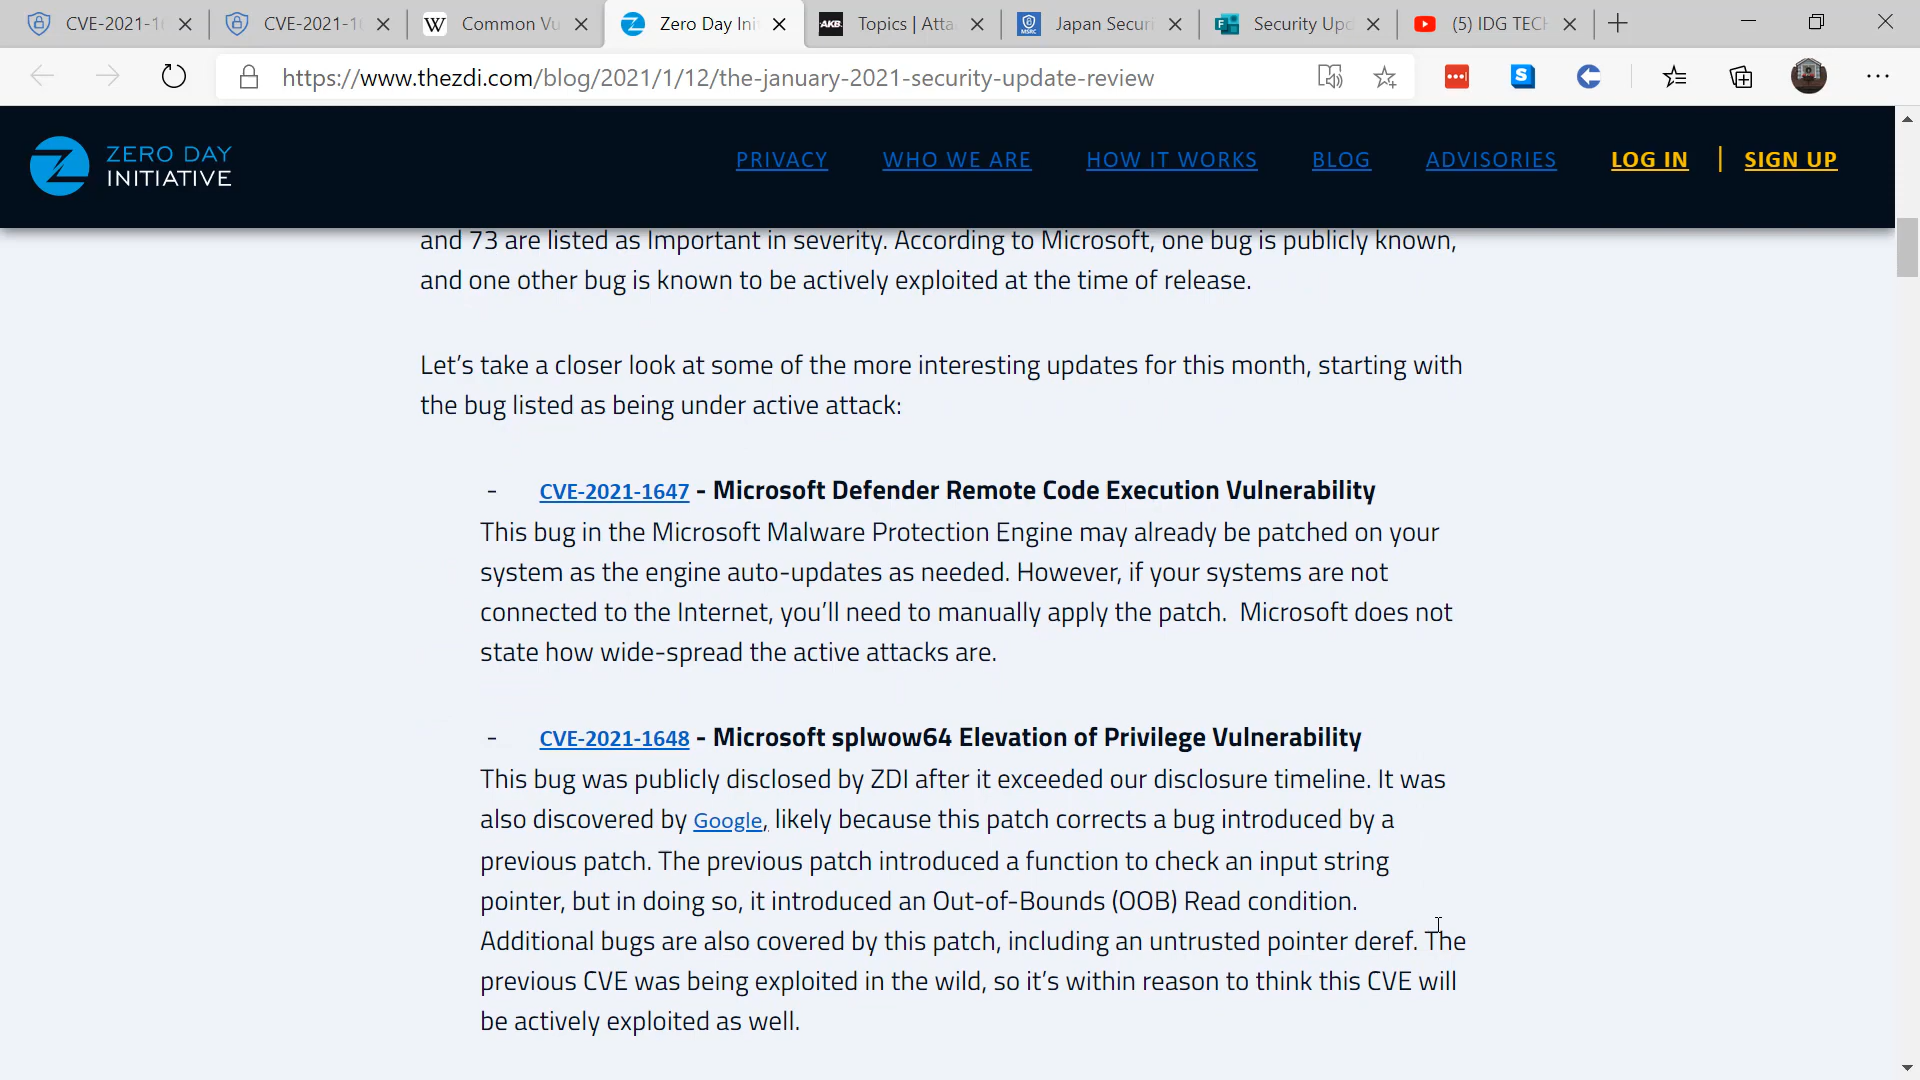 CVE-2021-1
CVE-2021-1
Common Vu
Zero Day Ini
AKB Topics | Atta
Japan Securi
Security Upd
(5) IDG TECH
https://www.thezdi.com/blog/2021/1/12/the-january-2021-security-update-review
ZERO DAY
INITIATIVE
PRIVACY WHO WE ARE HOW IT WORKS BLOG ADVISORIES LOG IN | SIGN UP
and 73 are listed as Important in severity. According to Microsoft, one bug is publicly known,
and one other bug is known to be actively exploited at the time of release.
Let’s take a closer look at some of the more interesting updates for this month, starting with
the bug listed as being under active attack:
- CVE-2021-1647 - Microsoft Defender Remote Code Execution Vulnerability
This bug in the Microsoft Malware Protection Engine may already be patched on your
system as the engine auto-updates as needed. However, if your systems are not
connected to the Internet, you’ll need to manually apply the patch.  Microsoft does not
state how wide-spread the active attacks are.
- CVE-2021-1648 - Microsoft splwow64 Elevation of Privilege Vulnerability
This bug was publicly disclosed by ZDI after it exceeded our disclosure timeline. It was
also discovered by Google, likely because this patch corrects a bug introduced by a
previous patch. The previous patch introduced a function to check an input string
pointer, but in doing so, it introduced an Out-of-Bounds (OOB) Read condition.
Additional bugs are also covered by this patch, including an untrusted pointer deref. The
previous CVE was being exploited in the wild, so it’s within reason to think this CVE will
be actively exploited as well.